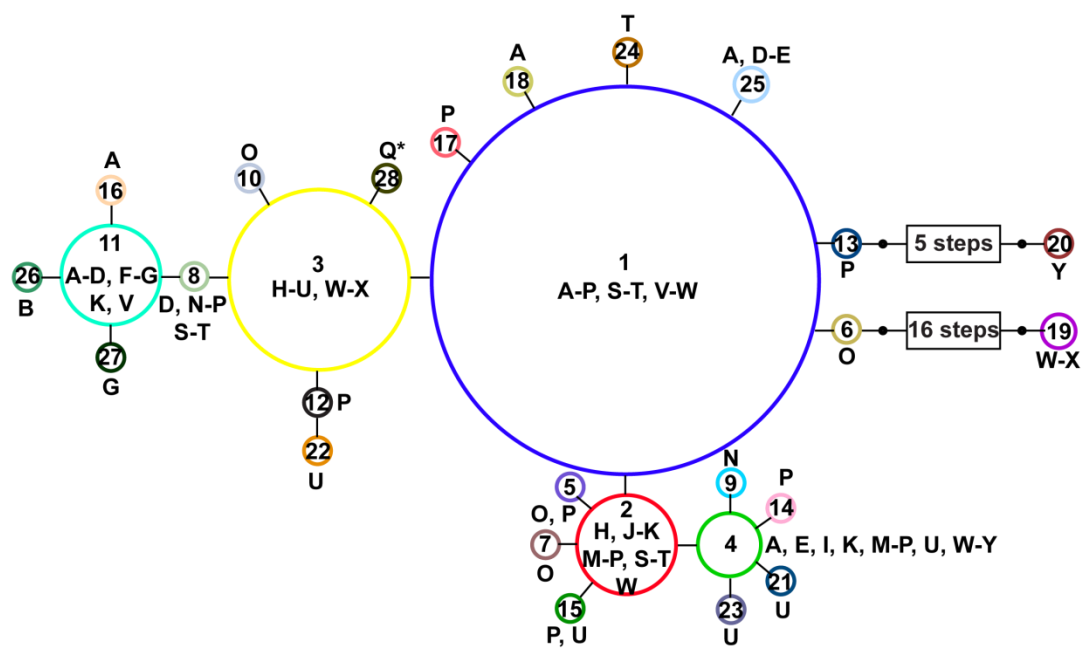 T
24
A
18
A, D-E
25
P
17
O
10
Q*
28
A
16
11
A-D, F-G
K, V
26
B
8
D, N-P
S-T
27
G
3
H-U, W-X
12
P
22
U
1
A-P, S-T, V-W
13
P
5 steps
20
Y
6
O
16 steps
19
W-X
N
9
P
14
5
O, P
7
O
2
H, J-K
M-P, S-T
W
15
P, U
4
A, E, I, K, M-P, U, W-Y
21
U
23
U